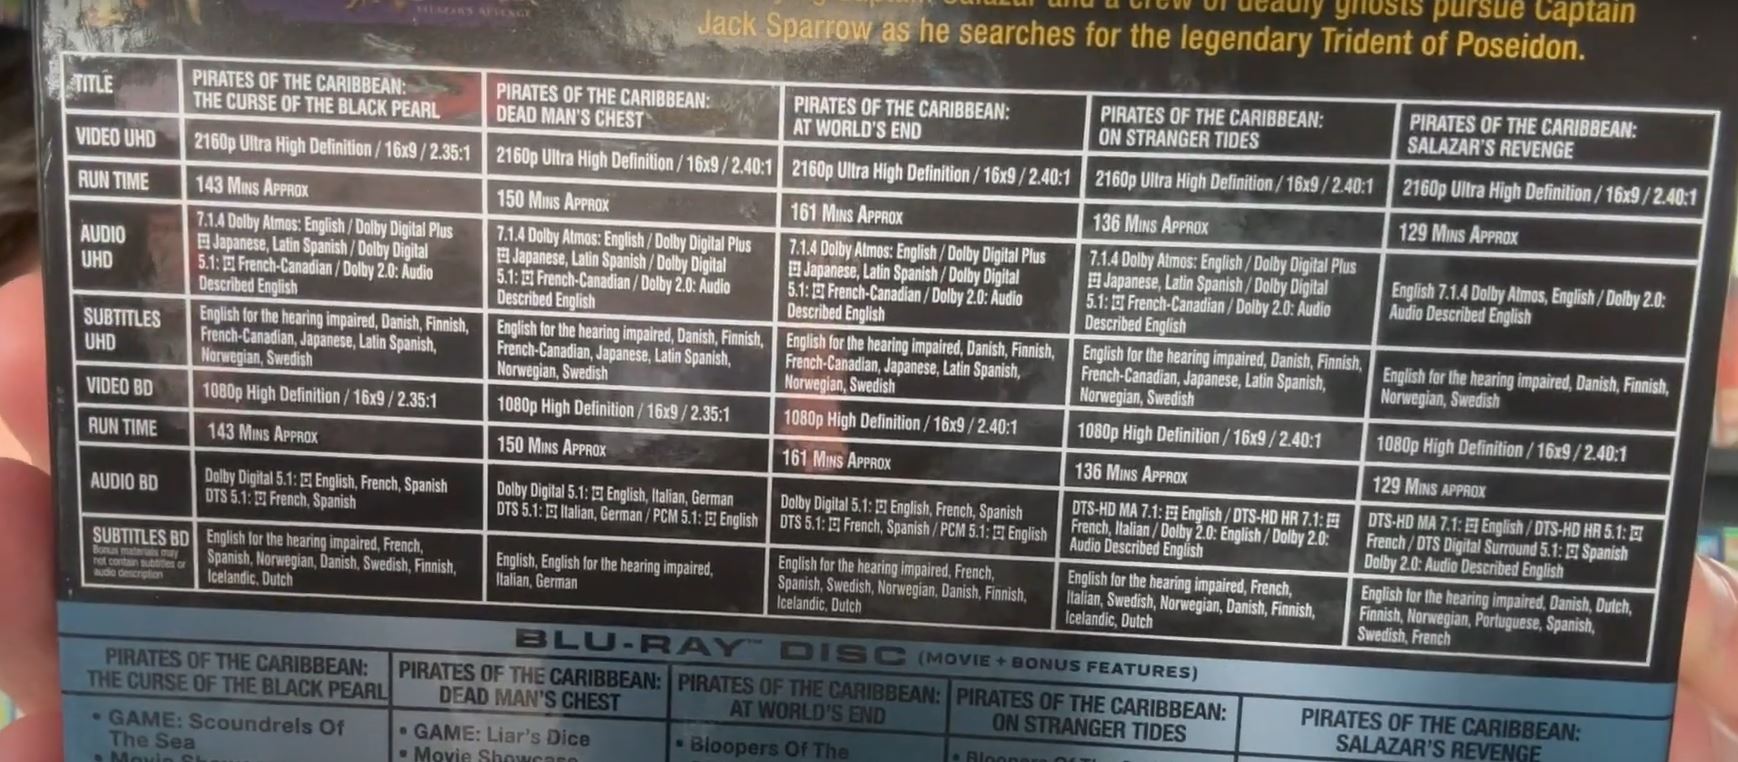 SALAZAR'S REVENGE
Salazar and a crew of deadly ghosts pursue Captain
Jack Sparrow as he searches for the legendary Trident of Poseidon.
TITLE
PIRATES OF THE CARIBBEAN:
THE CURSE OF THE BLACK PEARL
PIRATES OF THE CARIBBEAN:
DEAD MAN'S CHEST
PIRATES OF THE CARIBBEAN:
AT WORLD'S END
PIRATES OF THE CARIBBEAN:
ON STRANGER TIDES
PIRATES OF THE CARIBBEAN:
SALAZAR'S REVENGE
VIDEO UHD
2160p Ultra High Definition / 16x9 / 2.35:1
2160p Ultra High Definition / 16x9 / 2.40:1
2160p Ultra High Definition / 16x9 / 2.40:1
2160p Ultra High Definition / 16x9 / 2.40:1
2160p Ultra High Definition / 16x9 / 2.40:1
RUN TIME
143 MINS APPROX
150 MINS APPROX
161 MINS APPROX
136 MINS APPROX
129 MINS APPROX
AUDIO
UHD
7.1.4 Dolby Atmos: English / Dolby Digital Plus
Japanese, Latin Spanish / Dolby Digital
5.1: French-Canadian / Dolby 2.0: Audio
Described English
7.1.4 Dolby Atmos: English / Dolby Digital Plus
Japanese, Latin Spanish / Dolby Digital
5.1: French-Canadian / Dolby 2.0: Audio
Described English
7.1.4 Dolby Atmos: English / Dolby Digital Plus
Japanese, Latin Spanish / Dolby Digital
5.1: French-Canadian / Dolby 2.0: Audio
Described English
7.1.4 Dolby Atmos: English / Dolby Digital Plus
Japanese, Latin Spanish / Dolby Digital
5.1: French-Canadian / Dolby 2.0: Audio
Described English
English 7.1.4 Dolby Atmos, English / Dolby 2.0:
Audio Described English
SUBTITLES
UHD
English for the hearing impaired, Danish, Finnish,
French-Canadian, Japanese, Latin Spanish,
Norwegian, Swedish
English for the hearing impaired, Danish, Finnish,
French-Canadian, Japanese, Latin Spanish,
Norwegian, Swedish
English for the hearing impaired, Danish, Finnish,
French-Canadian, Japanese, Latin Spanish,
Norwegian, Swedish
English for the hearing impaired, Danish, Finnish,
French-Canadian, Japanese, Latin Spanish,
Norwegian, Swedish
English for the hearing impaired, Danish, Finnish,
Norwegian, Swedish
VIDEO BD
1080p High Definition / 16x9 / 2.35:1
1080p High Definition / 16x9 / 2.35:1
1080p High Definition / 16x9 / 2.40:1
1080p High Definition / 16x9 / 2.40:1
1080p High Definition / 16x9 / 2.40:1
RUN TIME
143 MINS APPROX
150 MINS APPROX
161 MINS APPROX
136 MINS APPROX
129 MINS APPROX
AUDIO BD
Dolby Digital 5.1: English, French, Spanish
DTS 5.1: French, Spanish
Dolby Digital 5.1: English, Italian, German
DTS 5.1: Italian, German / PCM 5.1: English
Dolby Digital 5.1: English, French, Spanish
DTS 5.1: French, Spanish / PCM 5.1: English
DTS-HD MA 7.1: English / DTS-HD HR 7.1:
French, Italian / Dolby 2.0: English / Dolby 2.0:
Audio Described English
DTS-HD MA 7.1: English / DTS-HD HR 5.1:
French / DTS Digital Surround 5.1: Spanish
Dolby 2.0: Audio Described English
SUBTITLES BD
Bonus materials may
not contain subtitles or
audio description
English for the hearing impaired, French,
Spanish, Norwegian, Danish, Swedish, Finnish,
Icelandic, Dutch
English, English for the hearing impaired,
Italian, German
English for the hearing impaired, French,
Spanish, Swedish, Norwegian, Danish, Finnish,
Icelandic, Dutch
English for the hearing impaired, French,
Italian, Swedish, Norwegian, Danish, Finnish,
Icelandic, Dutch
English for the hearing impaired, Danish, Dutch,
Finnish, Norwegian, Portuguese, Spanish,
Swedish, French
BLU-RAY™ DISC (MOVIE + BONUS FEATURES)
PIRATES OF THE CARIBBEAN:
THE CURSE OF THE BLACK PEARL
PIRATES OF THE CARIBBEAN:
DEAD MAN'S CHEST
PIRATES OF THE CARIBBEAN:
AT WORLD'S END
PIRATES OF THE CARIBBEAN:
ON STRANGER TIDES
PIRATES OF THE CARIBBEAN:
SALAZAR'S REVENGE
• GAME: Scoundrels Of
The Sea
• Movie
• GAME: Liar's Dice
• Movie Showcase
• Bloopers Of The